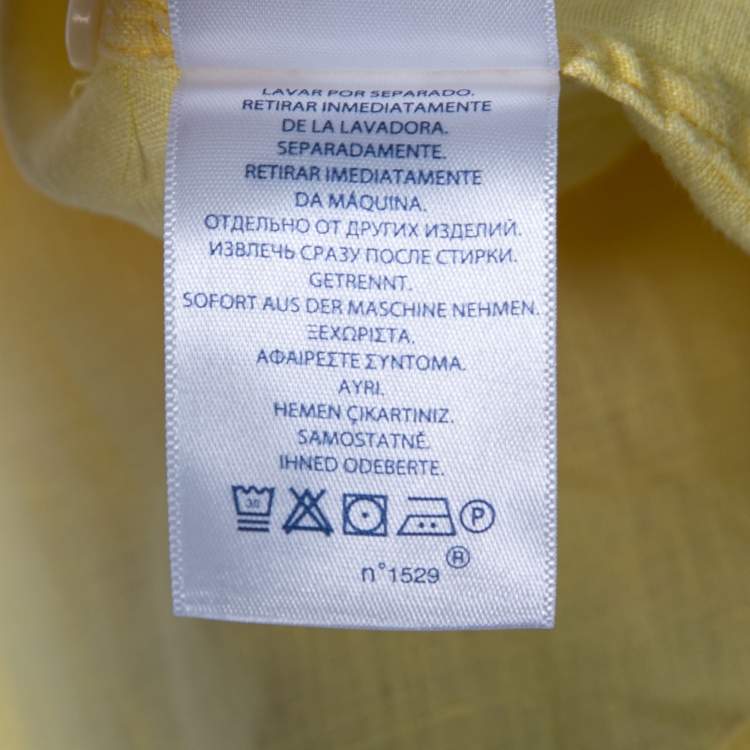 LAVAR POR SEPARADO.
RETIRAR INMEDIATAMENTE
DE LA LAVADORA.
SEPARADAMENTE.
RETIRAR IMEDIATAMENTE
DA MÁQUINA.
ОТДЕЛЬНО ОТ ДРУГИХ ИЗДЕЛИЙ.
ИЗВЛЕЧЬ СРАЗУ ПОСЛЕ СТИРКИ.
GETRENNT.
SOFORT AUS DER MASCHINE NEHMEN.
ΞΕΧΩΡΙΣΤΑ.
ΑΦΑΙΡΕΣΤΕ ΣΥΝΤΟΜΑ.
AYRI.
HEMEN ÇIKARTINIZ.
SAMOSTATNĚ.
IHNED ODEBERTE.
30 P
n°1529 ®